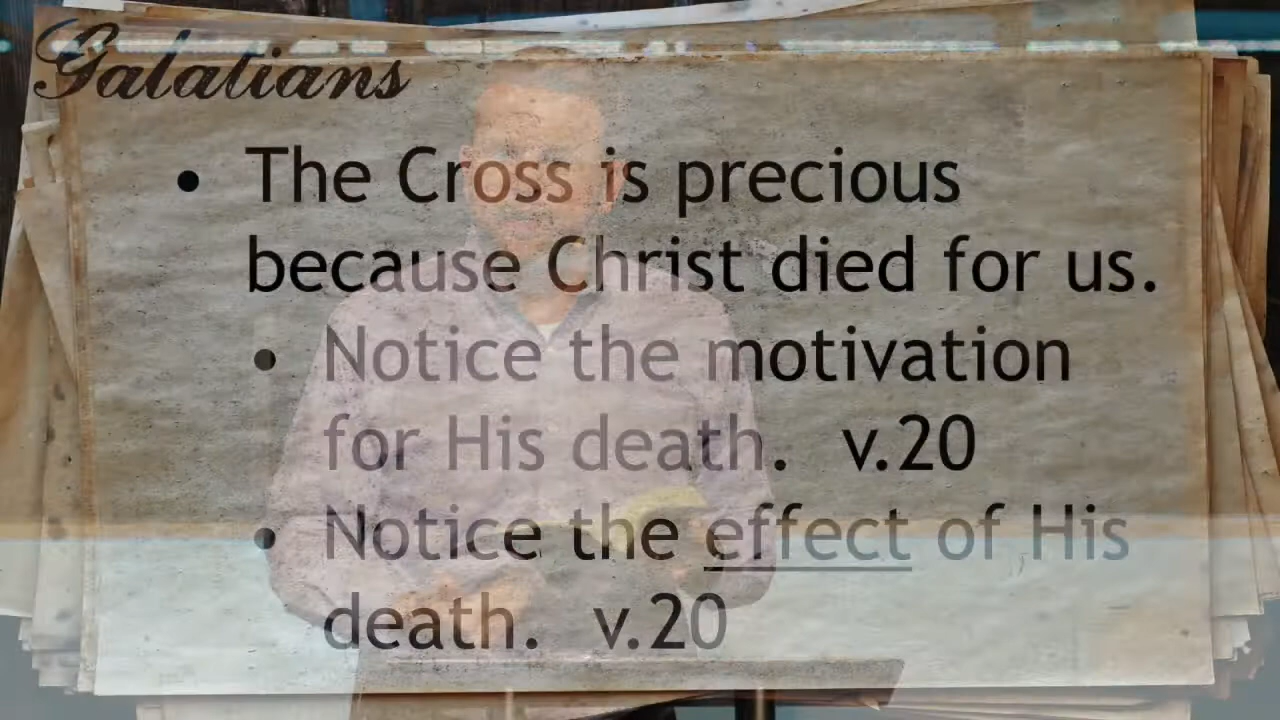 Galatians
• The Cross is precious
because Christ died for us.
• Notice the motivation
for His death. v.20
• Notice the effect of His
death. v.20